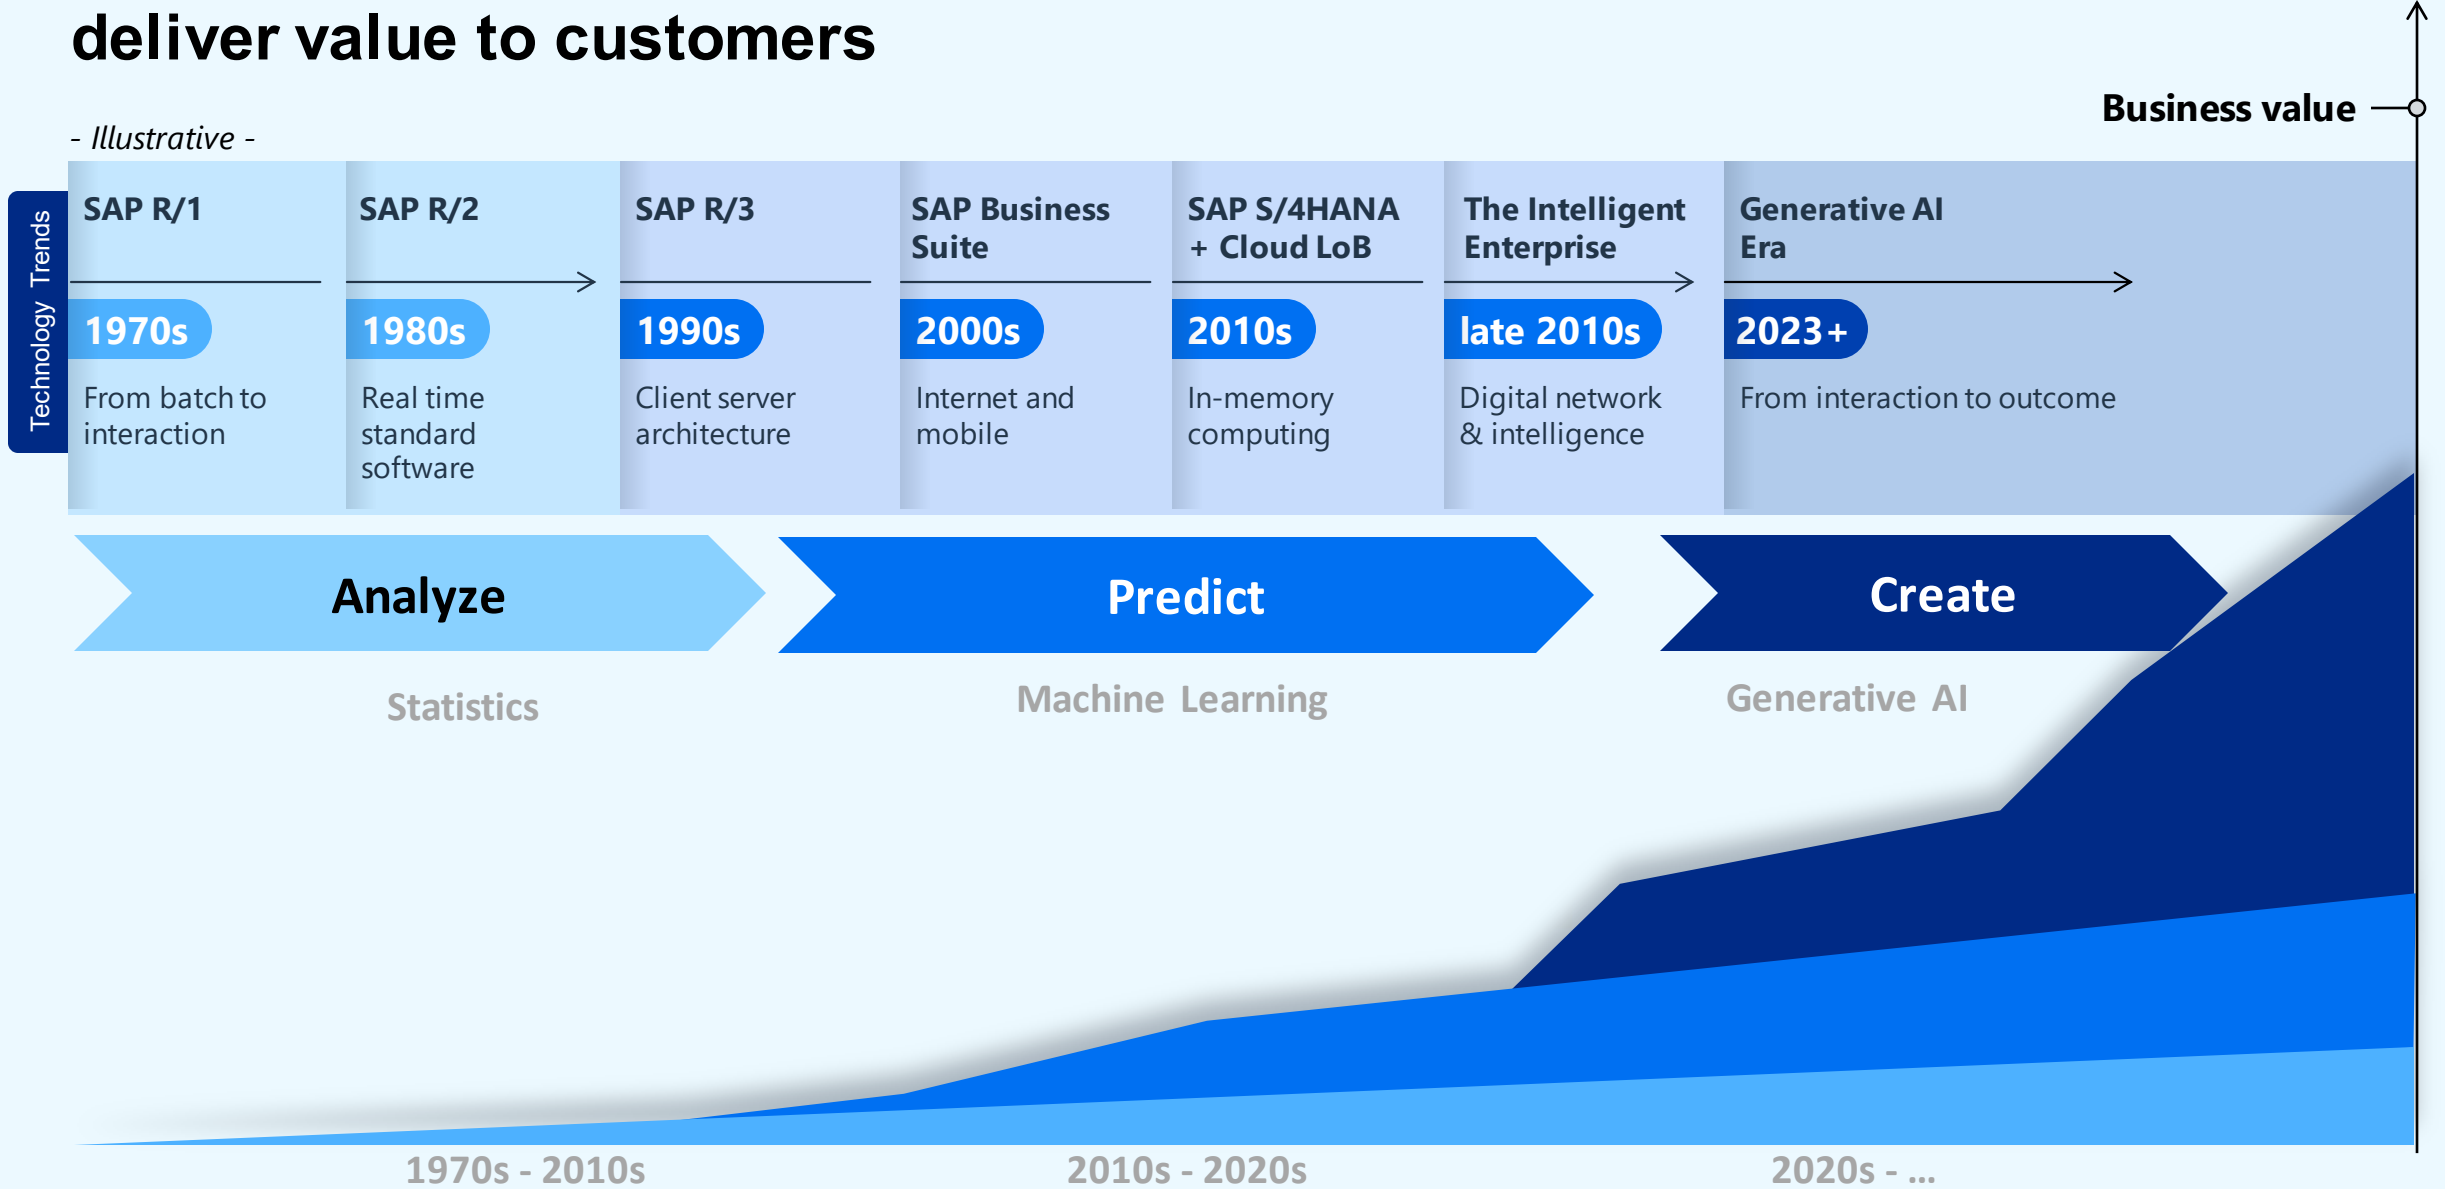 deliver value to customers
Business value
- Illustrative -
Technology Trends
SAP R/1
1970s
From batch to
interaction
SAP R/2
1980s
Real time
standard
software
SAP R/3
1990s
Client server
architecture
SAP Business
Suite
2000s
Internet and
mobile
SAP S/4HANA
+ Cloud LoB
2010s
In-memory
computing
The Intelligent
Enterprise
late 2010s
Digital network
& intelligence
Generative AI
Era
2023+
From interaction to outcome
Analyze
Predict
Create
Statistics
Machine Learning
Generative AI
1970s - 2010s
2010s - 2020s
2020s - ...